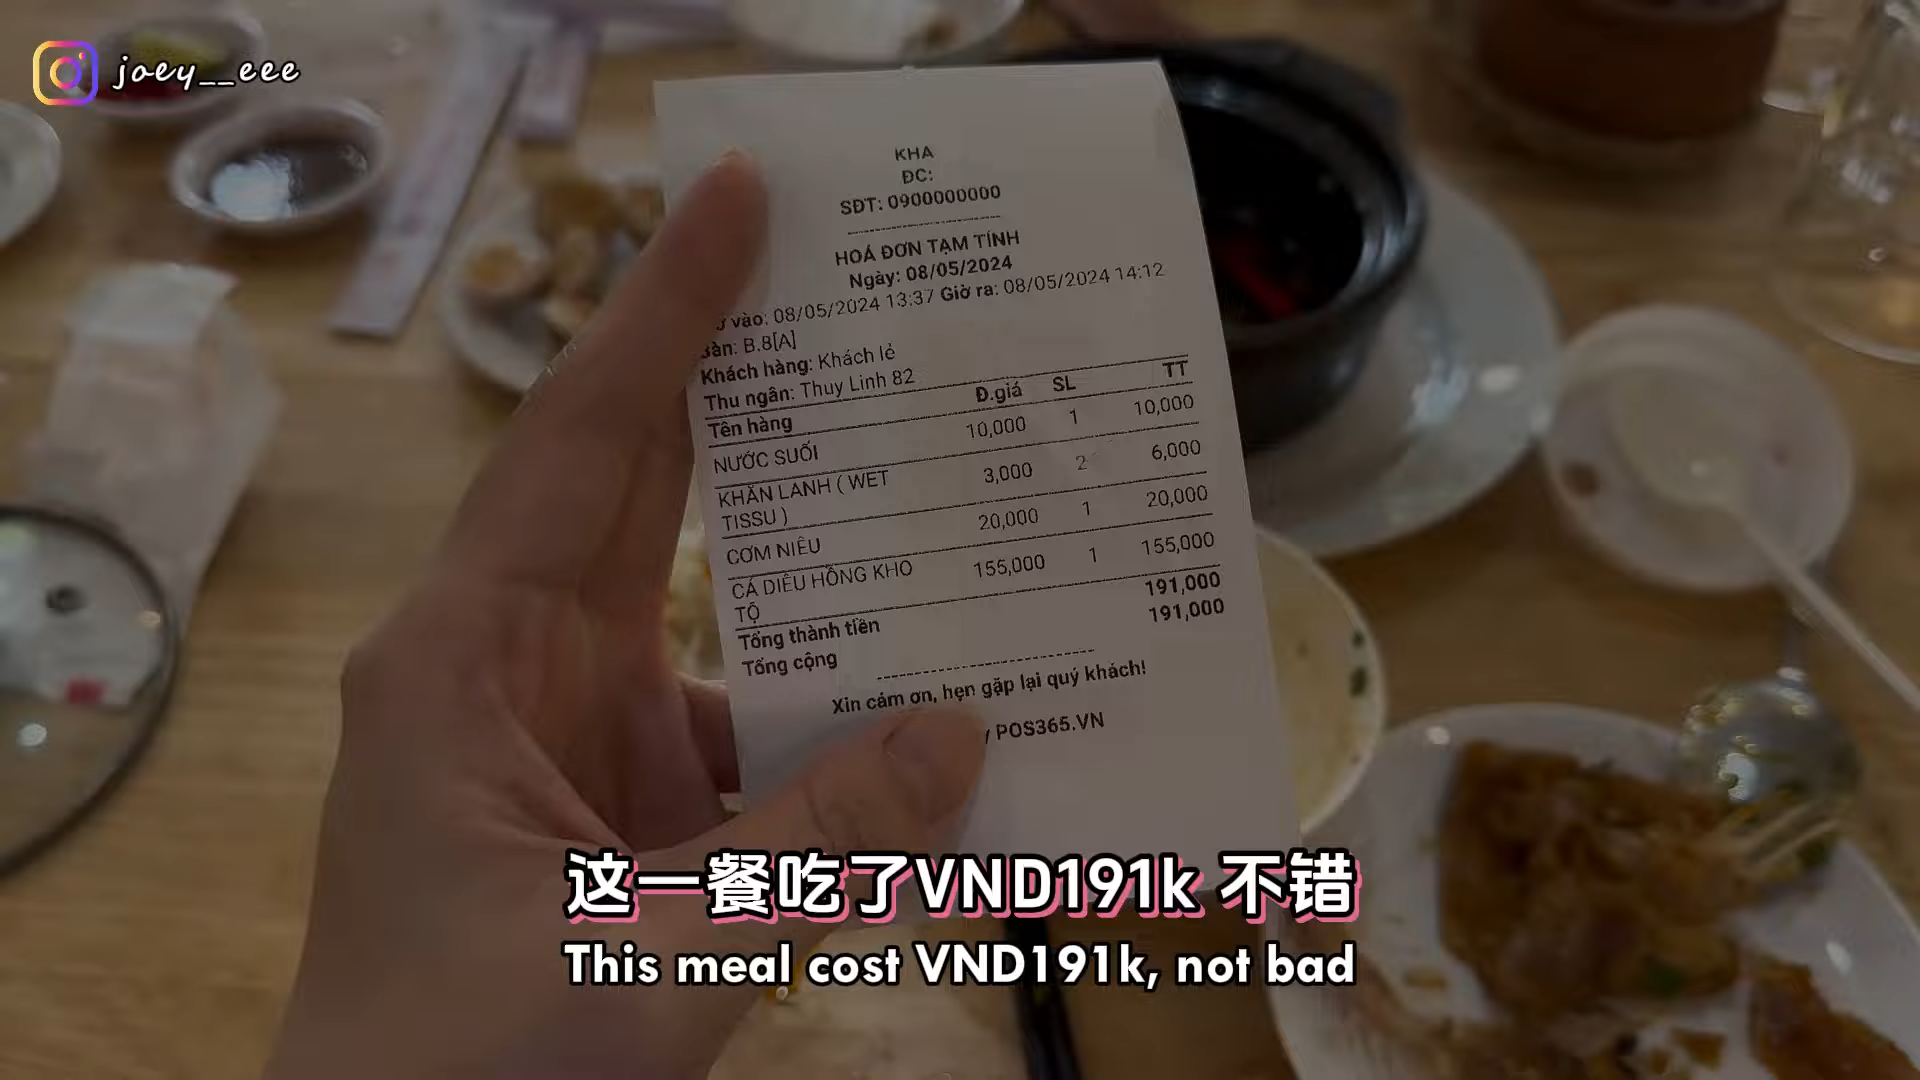 joey__eee
KHA
ĐC:
SĐT: 0900000000
HOÁ ĐƠN TẠM TÍNH
Ngày: 08/05/2024
vào: 08/05/2024 13:37 Giờ ra: 08/05/2024 14:12
Bàn: B.8[A]
Khách hàng: Khách lẻ
Thu ngân: Thuy Linh 82
Tên hàng Đ.giá SL TT
NƯỚC SUỐI 10,000 1 10,000
KHĂN LẠNH ( WET 3,000 2 6,000
TISSU )
CƠM NIÊU 20,000 1 20,000
CÁ DIÊU HỒNG KHO 155,000 1 155,000
TỘ
Tổng thành tiền 191,000
Tổng cộng 191,000
Xin cảm ơn, hẹn gặp lại quý khách!
POS365.VN
这一餐吃了VND191k 不错
This meal cost VND191k, not bad